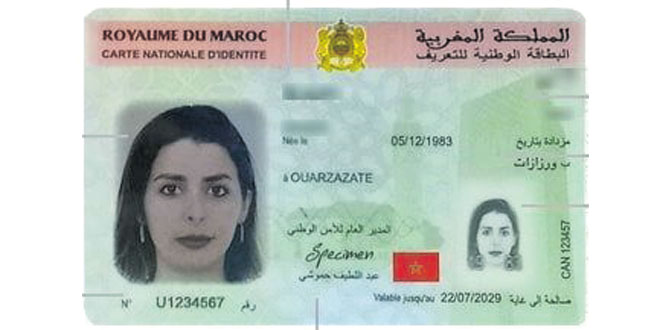 ROYAUME DU MAROC
المملكة المغربية
CARTE NATIONALE D'IDENTITE
البطاقة الوطنية للتعريف
Née le 05/12/1983 مزدادة بتاريخ
à OUARZAZATE ب ورزازات
المدير العام للأمن الوطني
Specimen
عبد اللطيف حموشي
CAN 123457
N° U1234567 رقم
Valable jusqu'au 22/07/2029 صالحة إلى غاية